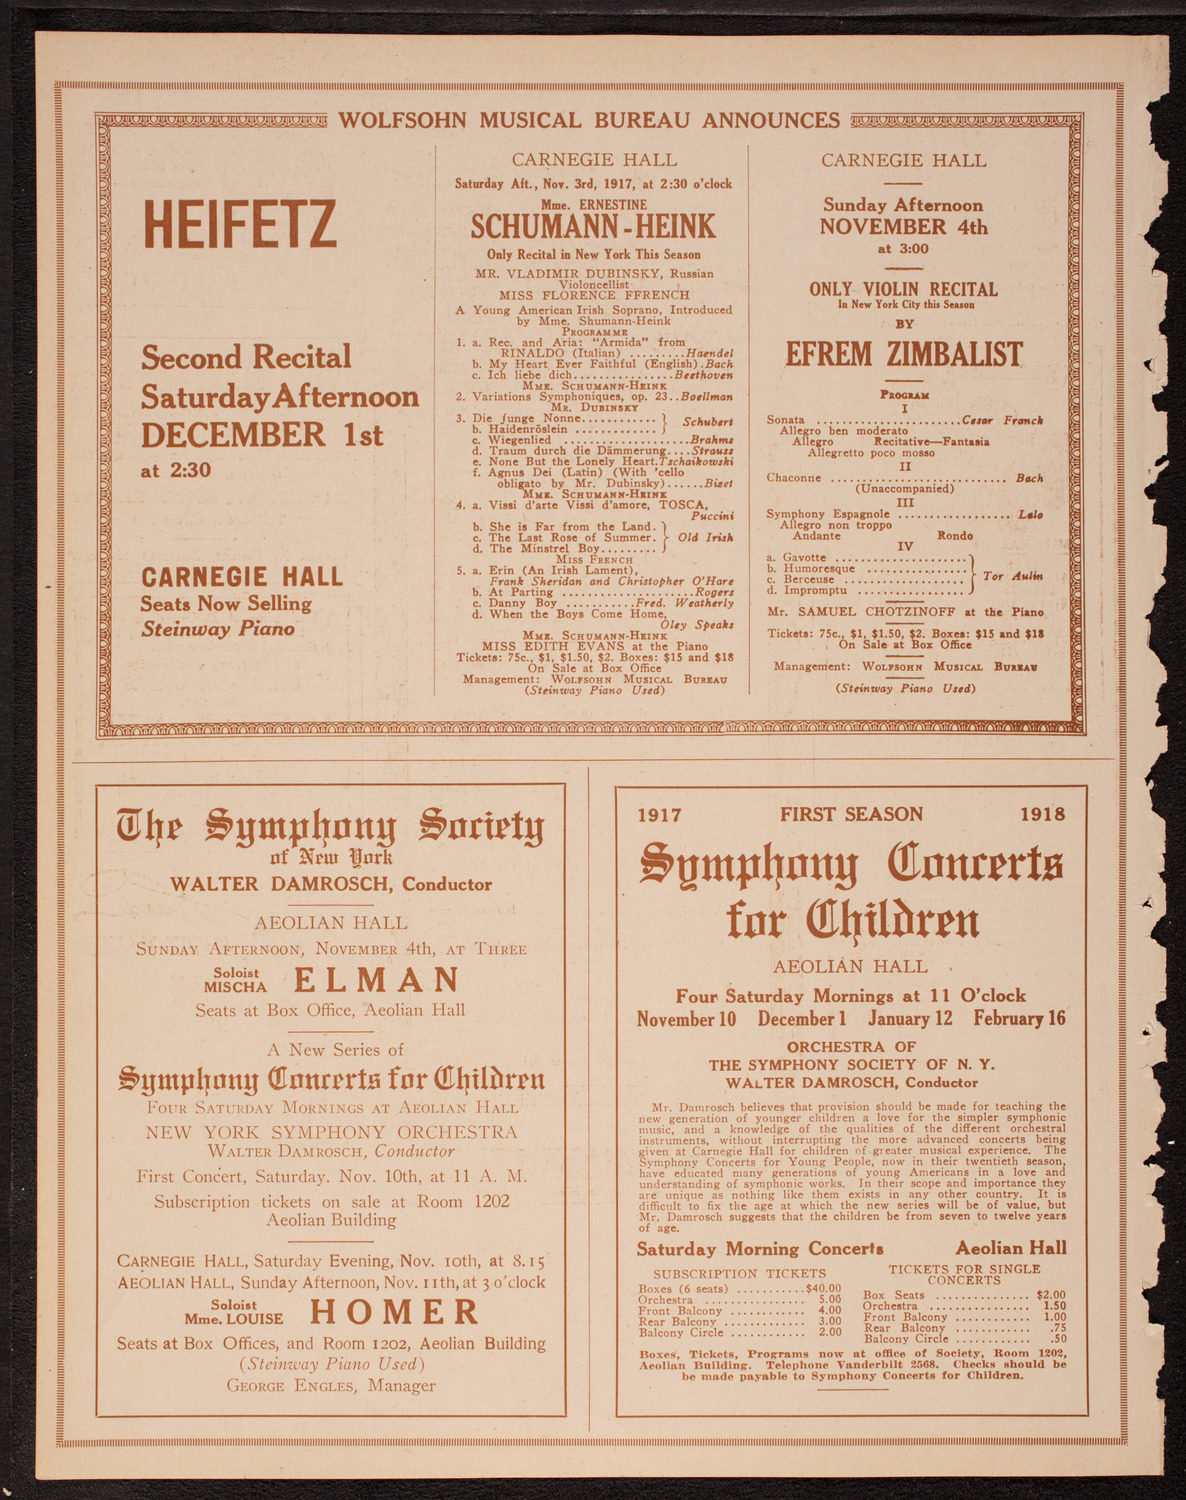 WOLFSOHN MUSICAL BUREAU ANNOUNCES
HEIFETZ
Second Recital
Saturday Afternoon
DECEMBER 1st
at 2:30
CARNEGIE HALL
Seats Now Selling
Steinway Piano
CARNEGIE HALL
Saturday Aft., Nov. 3rd, 1917, at 2:30 o'clock
Mme. ERNESTINE
SCHUMANN-HEINK
Only Recital in New York This Season
MR. VLADIMIR DUBINSKY, Russian
Violoncellist
MISS FLORENCE FFRENCH
A Young American Irish Soprano, Introduced
by Mme. Shumann-Heink
PROGRAMME
1. a. Rec. and Aria: "Armida" from
RINALDO (Italian) .........Haendel
b. My Heart Ever Faithful (English).Bach
c. Ich liebe dich................Beethoven
MME. SCHUMANN-HEINK
2. Variations Symphoniques, op. 23..Boellman
MR. DUBINSKY
3. Die Junge Nonne............ } Schubert
b. Haidenröslein .............
c. Wiegenlied ....................Brahms
d. Traum durch die Dämmerung....Strauss
e. None But the Lonely Heart.Tschaikowski
f. Agnus Dei (Latin) (With 'cello
obligato by Mr. Dubinsky)......Bizet
MME. SCHUMANN-HEINK
4. a. Vissi d'arte Vissi d'amore, TOSCA,
Puccini
b. She is Far from the Land. }
c. The Last Rose of Summer. } Old Irish
d. The Minstrel Boy......... }
MISS FRENCH
5. a. Erin (An Irish Lament),
Frank Sheridan and Christopher O'Hare
b. At Parting .....................Rogers
c. Danny Boy ...........Fred. Weatherly
d. When the Boys Come Home,
Oley Speaks
MME. SCHUMANN-HEINK
MISS EDITH EVANS at the Piano
Tickets: 75c., $1, $1.50, $2. Boxes: $15 and $18
On Sale at Box Office
Management: WOLFSOHN MUSICAL BUREAU
(Steinway Piano Used)
CARNEGIE HALL
Sunday Afternoon
NOVEMBER 4th
at 3:00
ONLY VIOLIN RECITAL
In New York City this Season
BY
EFREM ZIMBALIST
PROGRAM
I
Sonata ......................Cesar Franch
Allegro ben moderato
Allegro Recitative—Fantasia
Allegretto poco mosso
II
Chaconne ............................ Bach
(Unaccompanied)
III
Symphony Espagnole .................. Lalo
Allegro non troppo
Andante Rondo
IV
a. Gavotte ...................
b. Humoresque ...............
c. Berceuse .................. } Tor Aulin
d. Impromptu ................
Mr. SAMUEL CHOTZINOFF at the Piano
Tickets: 75c., $1, $1.50, $2. Boxes: $15 and $18
On Sale at Box Office
Management: WOLFSOHN MUSICAL BUREAU
(Steinway Piano Used)
The Symphony Society
of New York
WALTER DAMROSCH, Conductor
AEOLIAN HALL
SUNDAY AFTERNOON, NOVEMBER 4th, AT THREE
Soloist
MISCHA ELMAN
Seats at Box Office, Aeolian Hall
A New Series of
Symphony Concerts for Children
FOUR SATURDAY MORNINGS AT AEOLIAN HALL
NEW YORK SYMPHONY ORCHESTRA
WALTER DAMROSCH, Conductor
First Concert, Saturday. Nov. 10th, at 11 A. M.
Subscription tickets on sale at Room 1202
Aeolian Building
CARNEGIE HALL, Saturday Evening, Nov. 10th, at 8.15
AEOLIAN HALL, Sunday Afternoon, Nov. 11th, at 3 o'clock
Soloist
Mme. LOUISE HOMER
Seats at Box Offices, and Room 1202, Aeolian Building
(Steinway Piano Used)
GEORGE ENGLES, Manager
1917 FIRST SEASON 1918
Symphony Concerts
for Children
AEOLIAN HALL
Four Saturday Mornings at 11 O'clock
November 10 December 1 January 12 February 16
ORCHESTRA OF
THE SYMPHONY SOCIETY OF N. Y.
WALTER DAMROSCH, Conductor
Mr. Damrosch believes that provision should be made for teaching the
new generation of younger children a love for the simpler symphonic
music, and a knowledge of the qualities of the different orchestral
instruments, without interrupting the more advanced concerts being
given at Carnegie Hall for children of greater musical experience. The
Symphony Concerts for Young People, now in their twentieth season,
have educated many generations of young Americans in a love and
understanding of symphonic works. In their scope and importance they
are unique as nothing like them exists in any other country. It is
difficult to fix the age at which the new series will be of value, but
Mr. Damrosch suggests that the children be from seven to twelve years
of age.
Saturday Morning Concerts Aeolian Hall
SUBSCRIPTION TICKETS
Boxes (6 seats) ...........$40.00
Orchestra ................ 5.00
Front Balcony ............ 4.00
Rear Balcony ............. 3.00
Balcony Circle ............ 2.00
TICKETS FOR SINGLE
CONCERTS
Box Seats ............... $2.00
Orchestra ................ 1.50
Front Balcony ............ 1.00
Rear Balcony ............ .75
Balcony Circle ............ .50
Boxes, Tickets, Programs now at office of Society, Room 1202,
Aeolian Building. Telephone Vanderbilt 2568. Checks should be
be made payable to Symphony Concerts for Children.